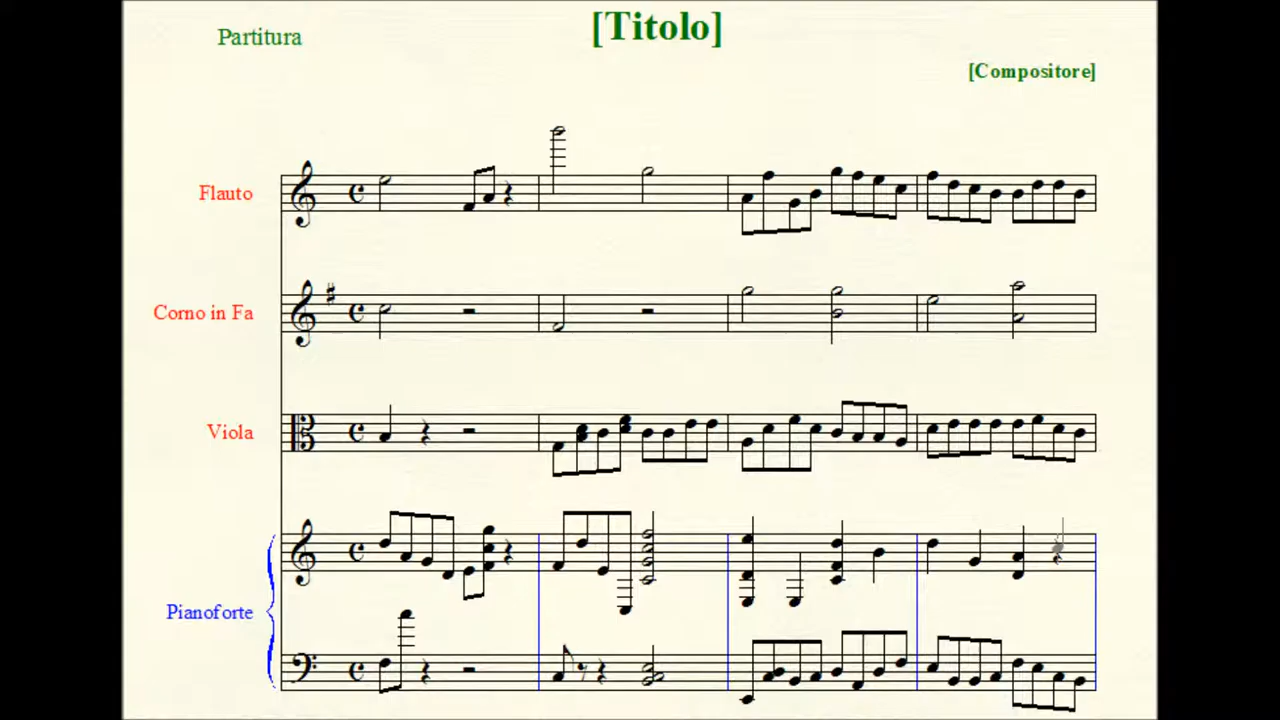 [Titolo]
Partitura
[Compositore]
Flauto
Corno in Fa
Viola
Pianoforte